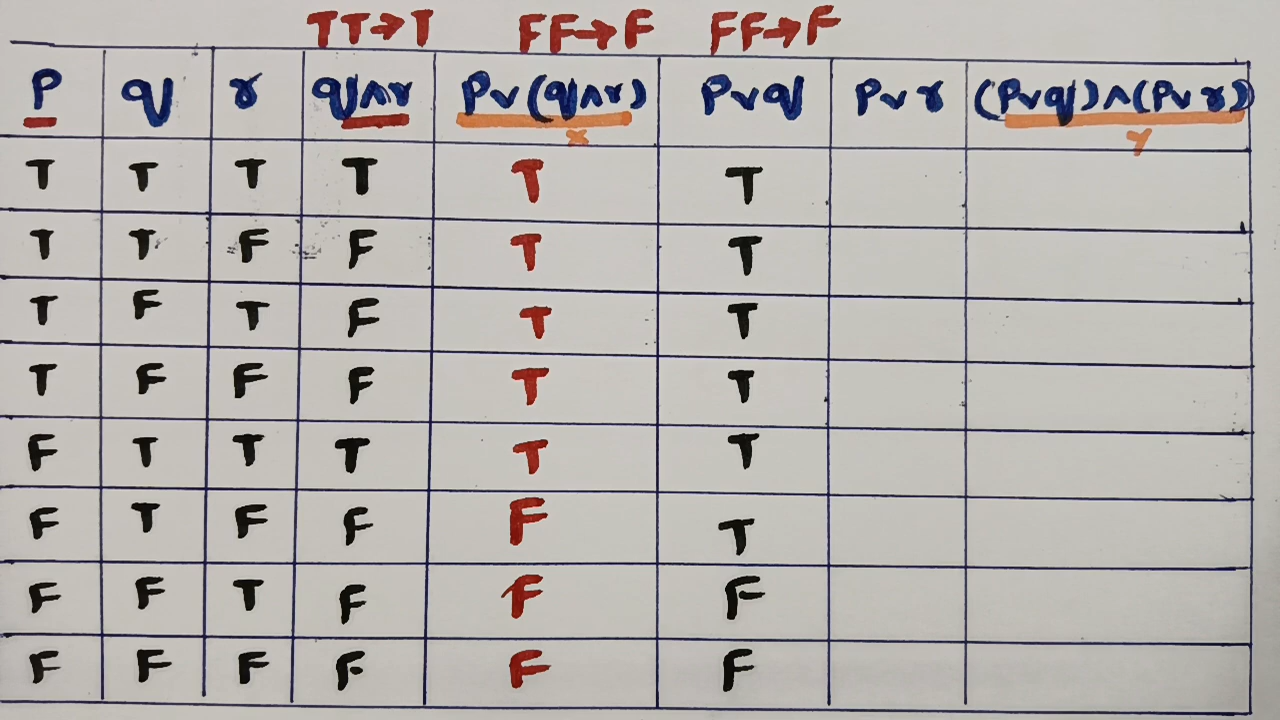 TT→T FF→F FF→F
P q r q∧r P∨(q∧r) P∨q P∨r (P∨q)∧(P∨r)
x y
T T T T T T
T T F F T T
T F T F T T
T F F F T T
F T T T T T
F T F F F T
F F T F F F
F F F F F F